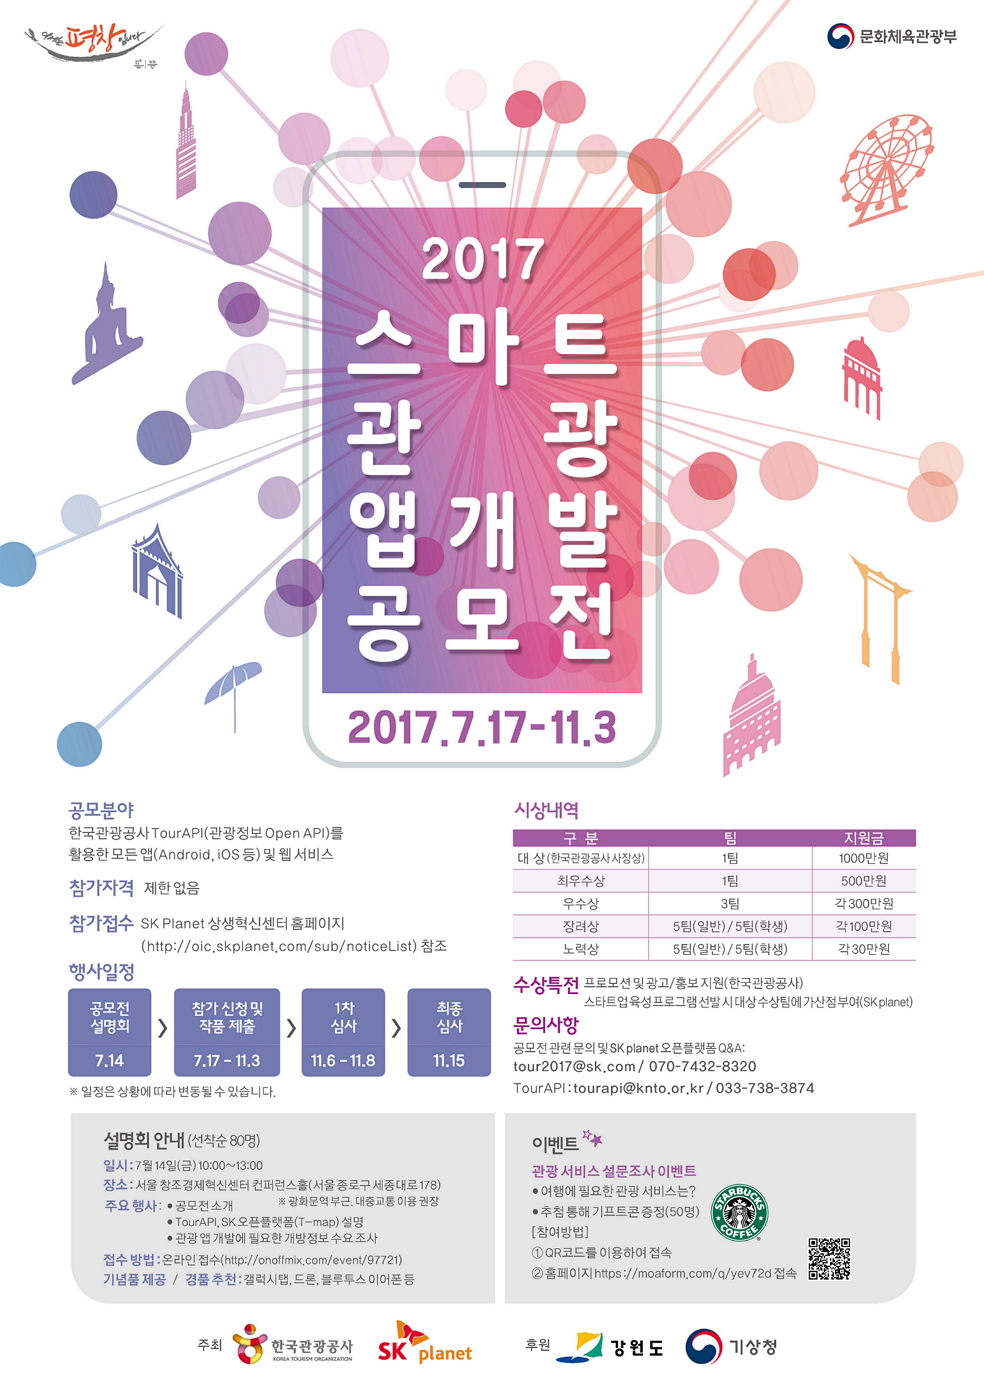 평창
문화체육관광부
2017
스마트
관광
앱개발
공모전
2017.7.17-11.3
공모분야
한국관광공사 TourAPI(관광정보 Open API)를
활용한 모든 앱(Android, iOS 등) 및 웹 서비스
참가자격 제한 없음
참가접수 SK Planet 상생혁신센터 홈페이지
(http://oic.skplanet.com/sub/noticeList) 참조
행사일정
공모전
설명회
7.14
참가 신청 및
작품 제출
7.17 - 11.3
1차
심사
11.6 - 11.8
최종
심사
11.15
※ 일정은 상황에 따라 변동될 수 있습니다.
시상내역
구 분 팀 지원금
대 상(한국관광공사 사장상) 1팀 1000만원
최우수상 1팀 500만원
우수상 3팀 각 300만원
장려상 5팀(일반) / 5팀(학생) 각 100만원
노력상 5팀(일반) / 5팀(학생) 각 30만원
수상특전 프로모션 및 광고/홍보 지원(한국관광공사)
스타트업 육성 프로그램 선발 시 대상 수상팀에 가산점 부여(SK planet)
문의사항
공모전 관련 문의 및 SK planet 오픈플랫폼 Q&A:
tour2017@sk.com / 070-7432-8320
TourAPI : tourapi@knto.or.kr / 033-738-3874
설명회 안내 (선착순 80명)
일시 : 7월 14일(금) 10:00~13:00
장소 : 서울 창조경제혁신센터 컨퍼런스홀(서울 종로구 세종대로 178)
※ 광화문역 부근, 대중교통 이용 권장
주요 행사 : • 공모전 소개
• TourAPI, SK 오픈플랫폼(T-map) 설명
• 관광 앱 개발에 필요한 개방정보 수요 조사
접수 방법 : 온라인 접수(http://onoffmix.com/event/97721)
기념품 제공 / 경품 추천 : 갤럭시탭, 드론, 블루투스 이어폰 등
이벤트
관광 서비스 설문조사 이벤트
• 여행에 필요한 관광 서비스는?
• 추첨 통해 기프트콘 증정(50명)
[참여방법]
① QR코드를 이용하여 접속
② 홈페이지 https://moaform.com/q/yev72d 접속
STARBUCKS
COFFEE
주최 한국관광공사
KOREA TOURISM ORGANIZATION
SK planet
후원 강원도 기상청